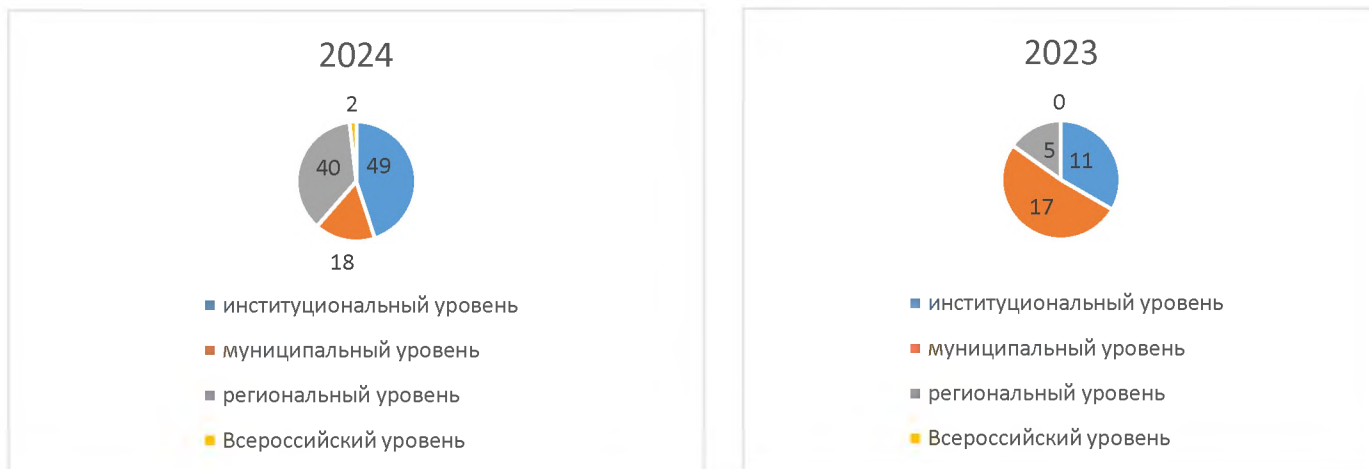 2024
2
40
49
18
институциональный уровень
муниципальный уровень
региональный уровень
Всероссийский уровень
2023
0
5
11
17
институциональный уровень
муниципальный уровень
региональный уровень
Всероссийский уровень